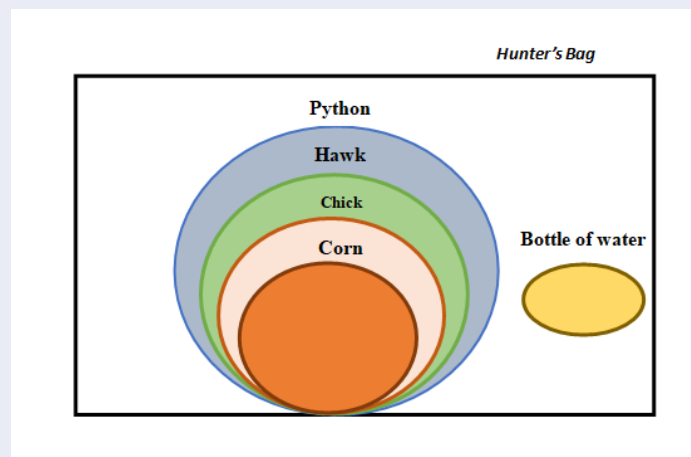 Hunter's Bag
Python
Hawk
Chick
Corn
Bottle of water